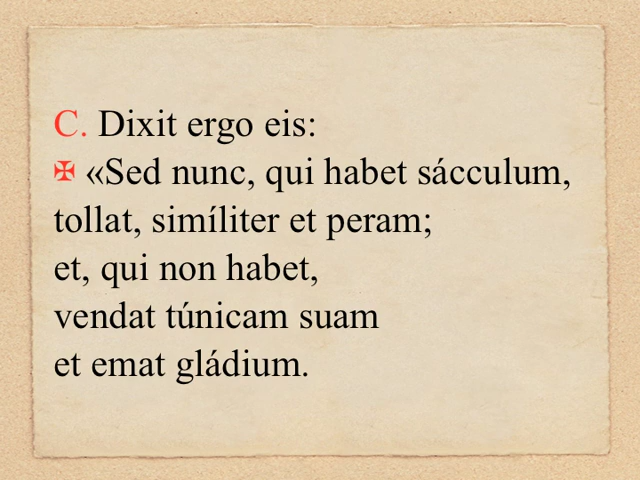 C. Dixit ergo eis:
✠ «Sed nunc, qui habet sácculum,
tollat, simíliter et peram;
et, qui non habet,
vendat túnicam suam
et emat gládium.